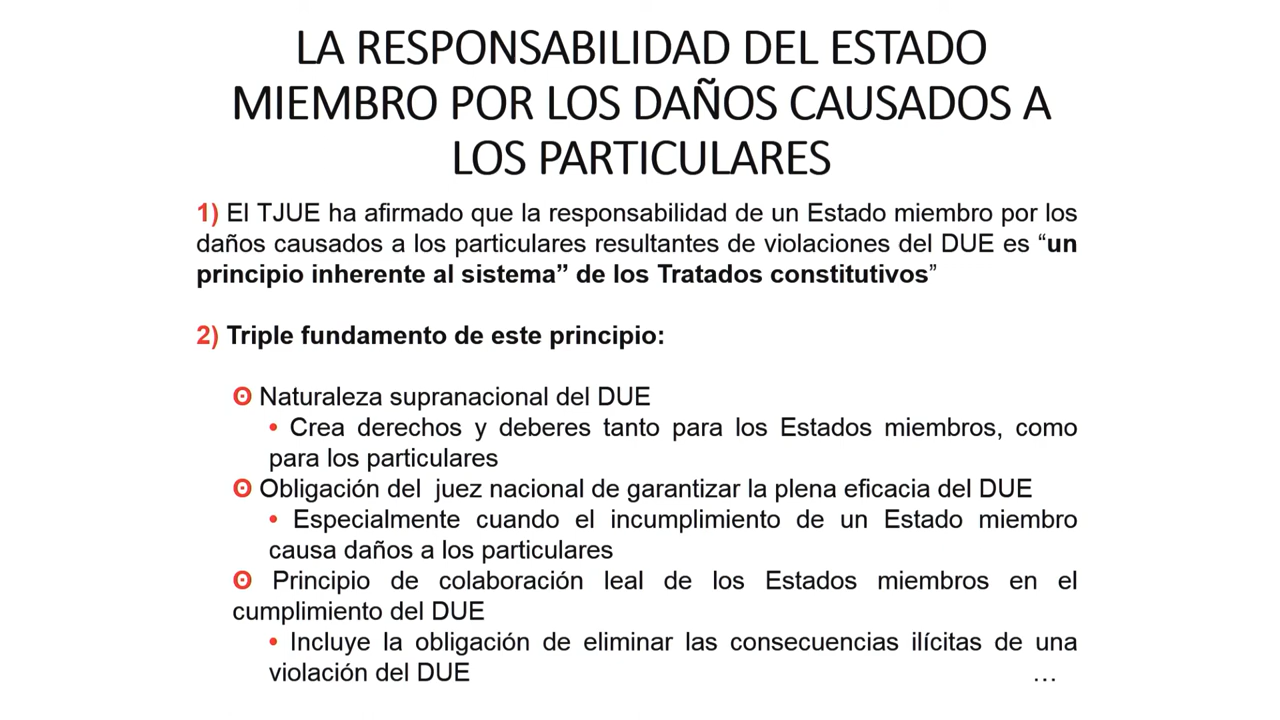 LA RESPONSABILIDAD DEL ESTADO
MIEMBRO POR LOS DAÑOS CAUSADOS A
LOS PARTICULARES
1) El TJUE ha afirmado que la responsabilidad de un Estado miembro por los
daños causados a los particulares resultantes de violaciones del DUE es “un
principio inherente al sistema” de los Tratados constitutivos”
2) Triple fundamento de este principio:
ʘ Naturaleza supranacional del DUE
• Crea derechos y deberes tanto para los Estados miembros, como
para los particulares
ʘ Obligación del juez nacional de garantizar la plena eficacia del DUE
• Especialmente cuando el incumplimiento de un Estado miembro
causa daños a los particulares
ʘ Principio de colaboración leal de los Estados miembros en el
cumplimiento del DUE
• Incluye la obligación de eliminar las consecuencias ilícitas de una
violación del DUE …